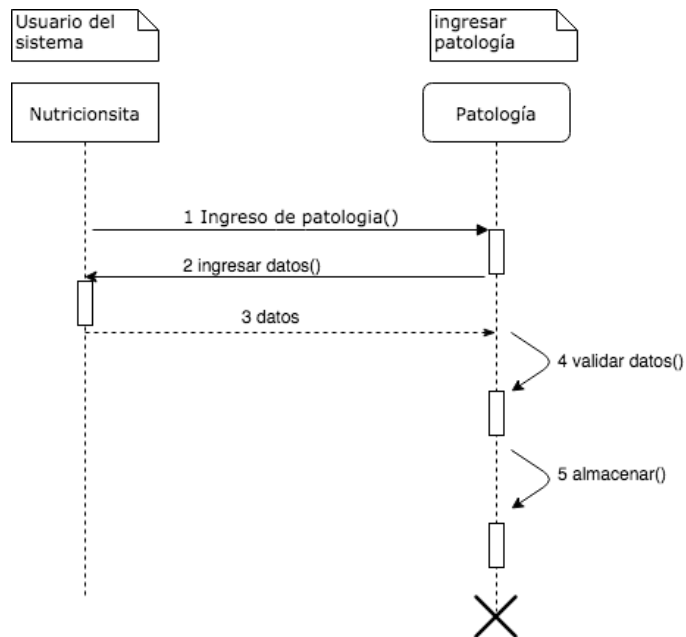 Usuario del
sistema
ingresar
patología
Nutricionsita
Patología
1 Ingreso de patologia()
2 ingresar datos()
3 datos
4 validar datos()
5 almacenar()